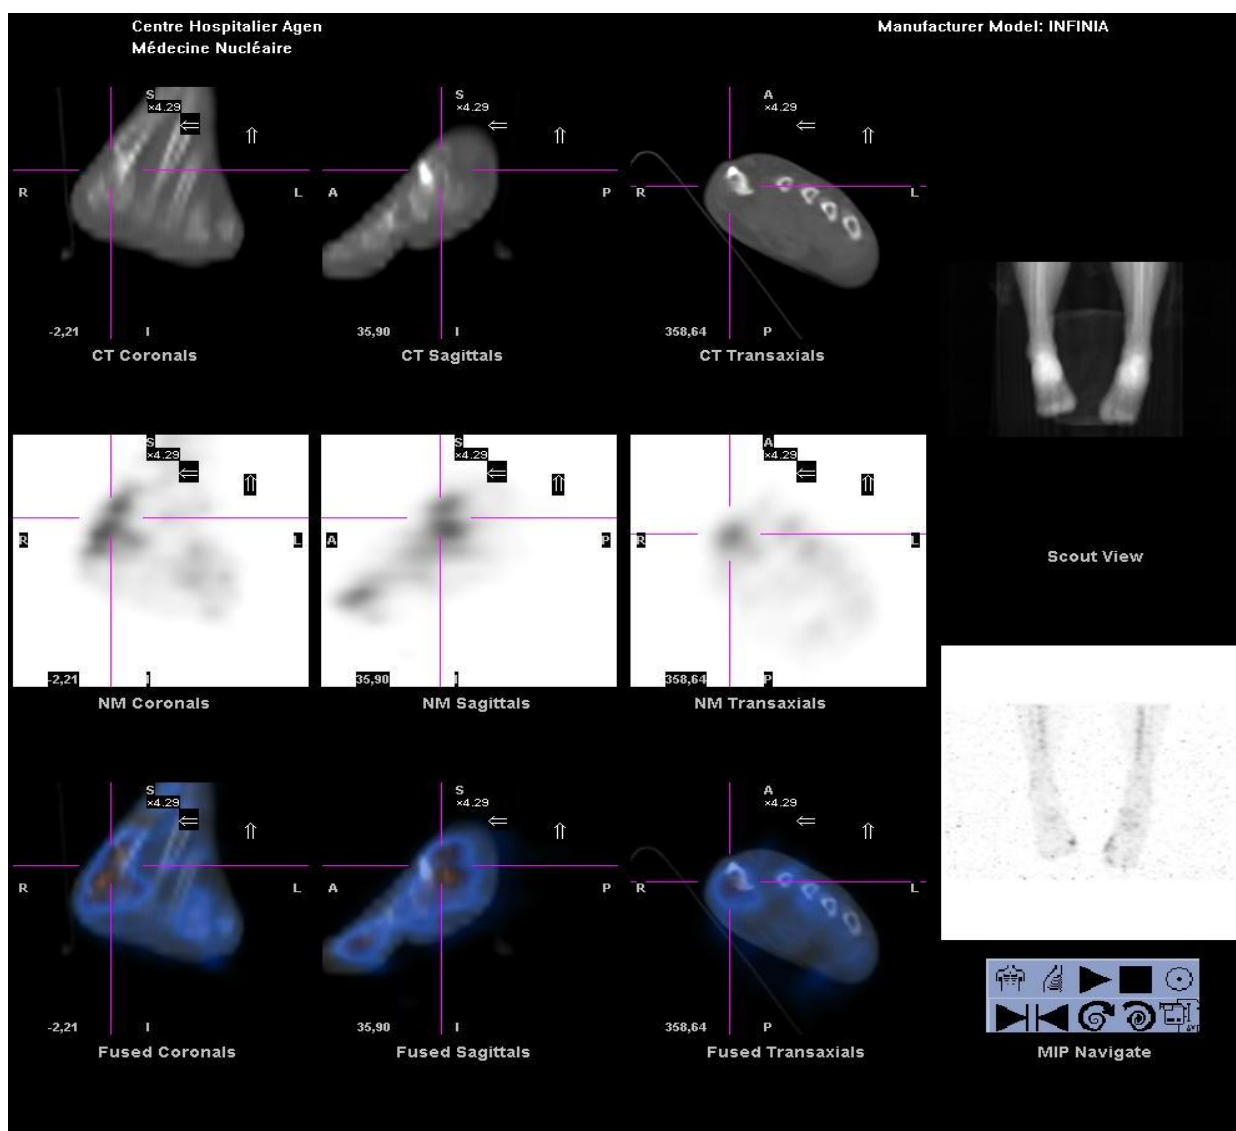 Centre Hospitalier Agen
Médecine Nucléaire
Manufacturer Model: INFINIA
S
×4.29
R
L
-2,21
I
CT Coronals
S
×4.29
A
P
35,90
I
CT Sagittals
A
×4.29
R
L
358,64
P
CT Transaxials
S
×4.29
R
L
-2,21
I
NM Coronals
S
×4.29
A
P
35,90
I
NM Sagittals
A
×4.29
R
L
358,64
P
NM Transaxials
Scout View
S
×4.29
R
L
-2,21
I
Fused Coronals
S
×4.29
A
P
35,90
I
Fused Sagittals
A
×4.29
R
L
358,64
P
Fused Transaxials
MIP Navigate